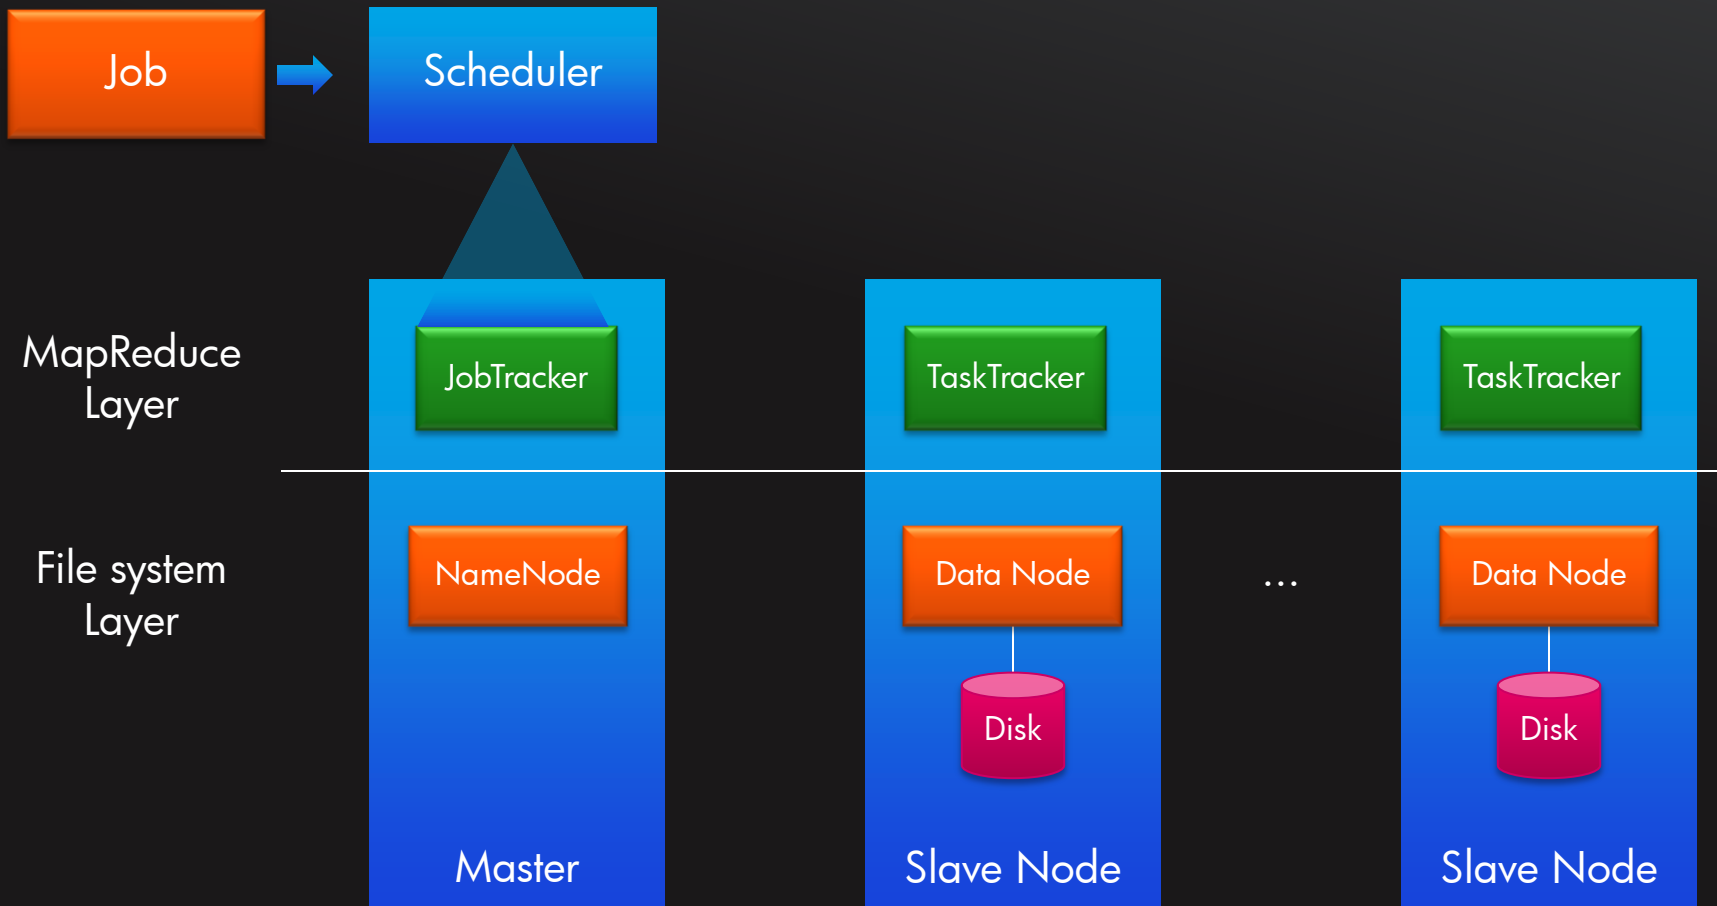 Job
Scheduler
MapReduce
Layer
JobTracker
TaskTracker
TaskTracker
File system
Layer
NameNode
Data Node
...
Data Node
Disk
Disk
Master
Slave Node
Slave Node